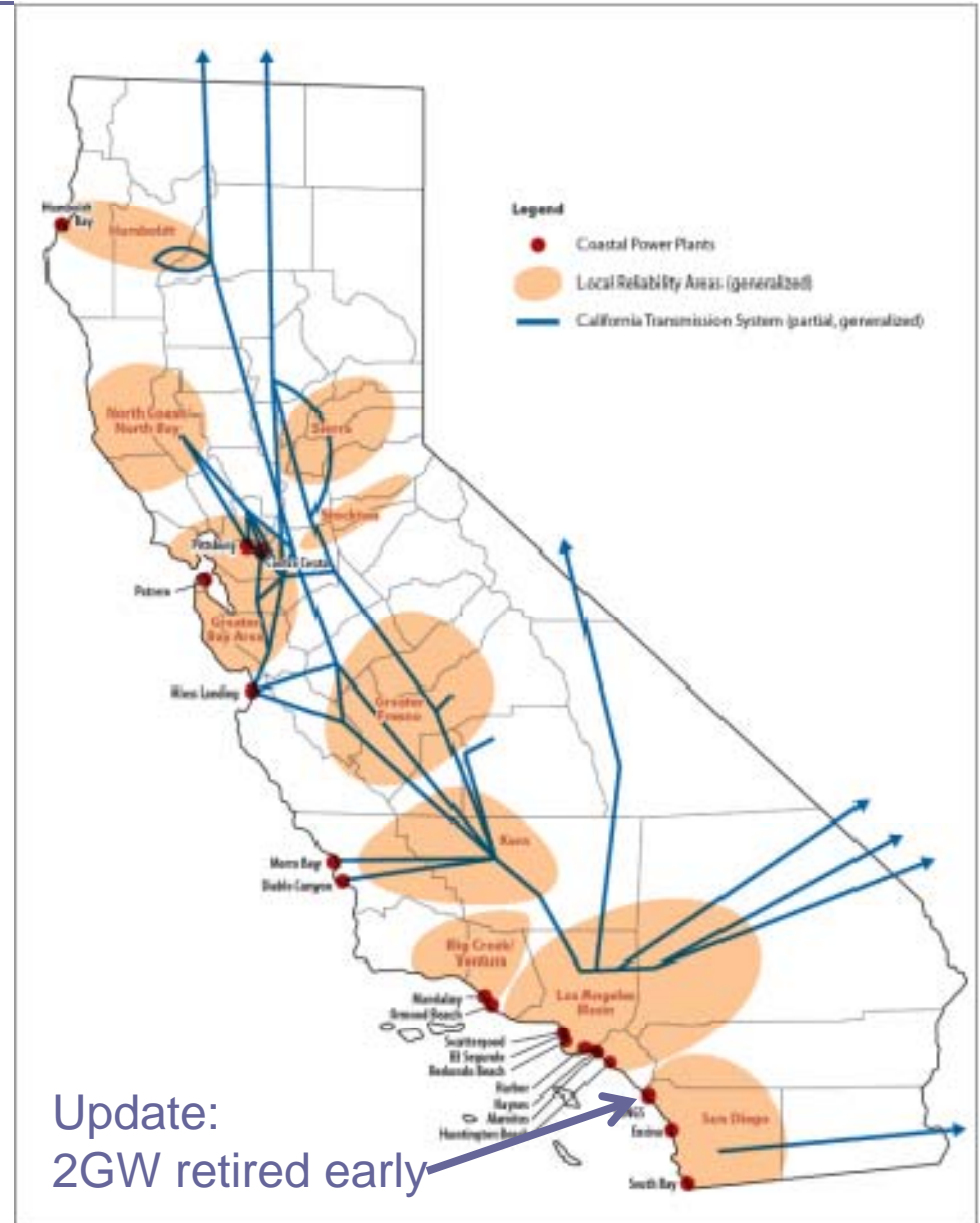 Legend
Coastal Power Plants
Local Reliability Areas (generalized)
California Transmission System (partial, generalized)
Humboldt
Bay
Humboldt
North Coast/
North Bay
Sierra
Stockton
Pittsburg
Contra Costa
Potrero
Greater
Bay Area
Moss Landing
Greater
Fresno
Kern
Morro Bay
Diablo Canyon
Big Creek/
Ventura
Los Angeles
Basin
Mandalay
Ormond Beach
Scattergood
El Segundo
Redondo Beach
Harbor
Haynes
Alamitos
Huntington Beach
San Diego
Encina
South Bay
Update:
2GW retired early